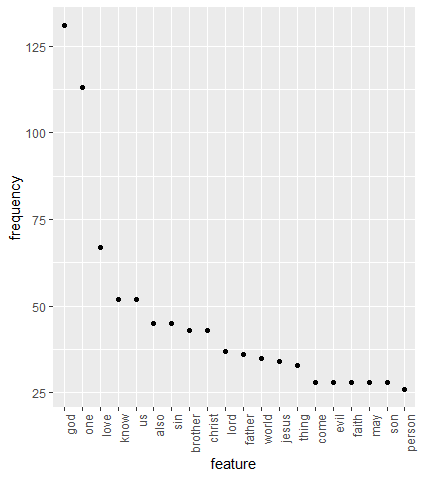 125
100
75
50
25
frequency
god
one
love
know
us
also
sin
brother
christ
lord
father
world
jesus
thing
come
evil
faith
may
son
person
feature